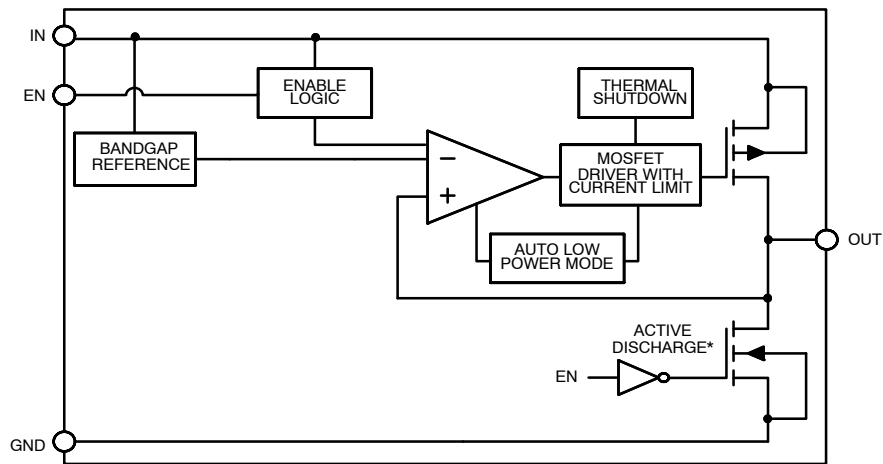 IN
EN
ENABLE
LOGIC
THERMAL
SHUTDOWN
BANDGAP
REFERENCE
−
+
MOSFET
DRIVER WITH
CURRENT LIMIT
AUTO LOW
POWER MODE
OUT
ACTIVE
DISCHARGE*
EN
GND